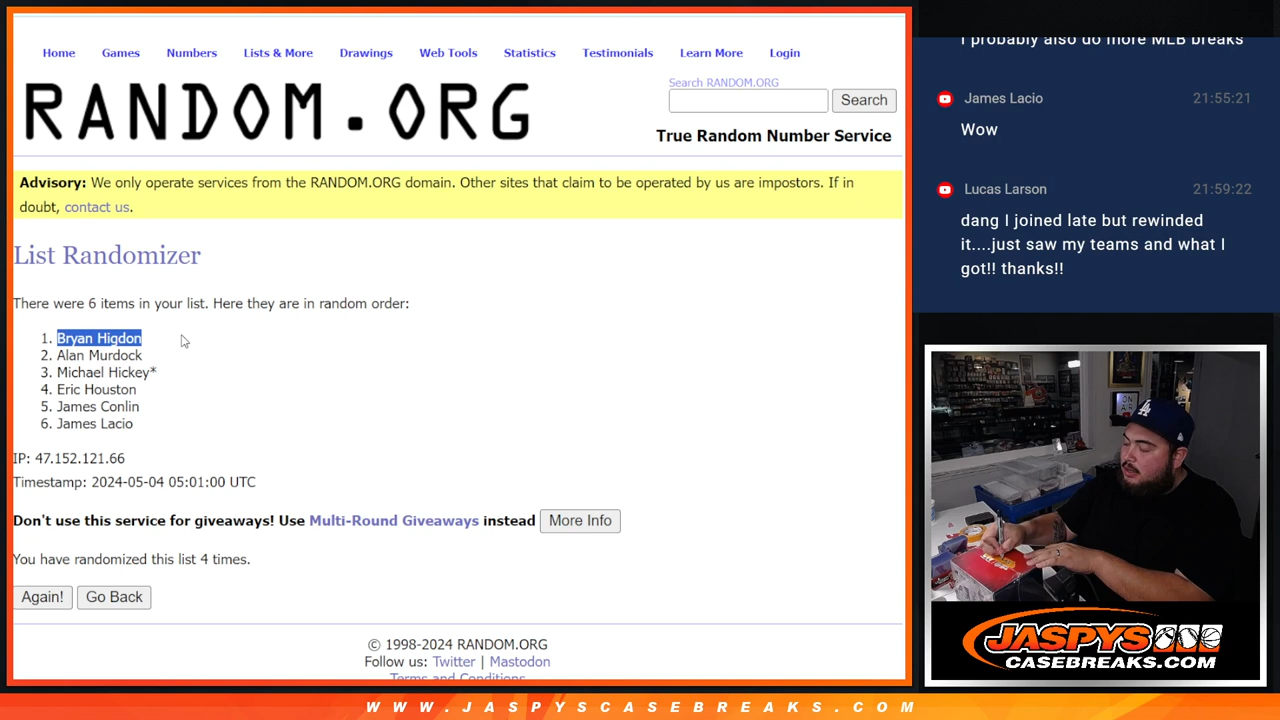 Home Games Numbers Lists & More Drawings Web Tools Statistics Testimonials Learn More Login
Search RANDOM.ORG
RANDOM.ORG
Search
True Random Number Service
Advisory: We only operate services from the RANDOM.ORG domain. Other sites that claim to be operated by us are impostors. If in
doubt, contact us.
List Randomizer
There were 6 items in your list. Here they are in random order:
1. Bryan Higdon
2. Alan Murdock
3. Michael Hickey*
4. Eric Houston
5. James Conlin
6. James Lacio
IP: 47.152.121.66
Timestamp: 2024-05-04 05:01:00 UTC
Don't use this service for giveaways! Use Multi-Round Giveaways instead More Info
You have randomized this list 4 times.
Again! Go Back
© 1998-2024 RANDOM.ORG
Follow us: Twitter | Mastodon
Terms and Conditions
I probably also do more MLB breaks
James Lacio 21:55:21
Wow
Lucas Larson 21:59:22
dang I joined late but rewinded
it....just saw my teams and what I
got!! thanks!!
ON
AR
LA
JASPYS
CASEBREAKS.COM
WWW.JASPYSCASEBREAKS.COM